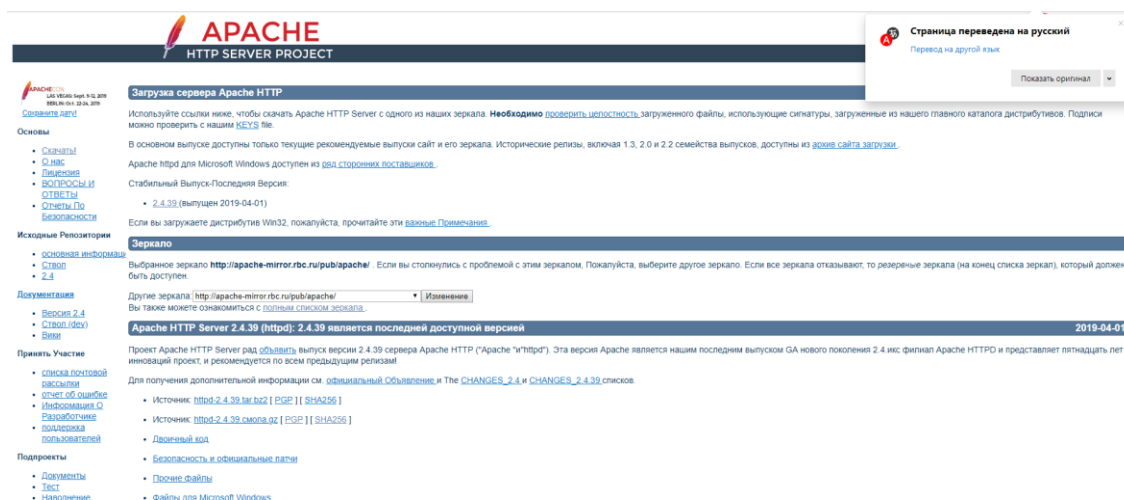 APACHE
HTTP SERVER PROJECT
Страница переведена на русский
Перевод на другой язык
Показать оригинал
APACHECON
LAS VEGAS: Sept. 9-12, 2019
BERLIN: Oct. 22-24, 2019
Сохраните дату!
Основы
• Скачать!
• О нас
• Лицензия
• ВОПРОСЫ И
ОТВЕТЫ
• Отчеты По
Безопасности
Исходные Репозитории
• основная информаци
• Ствол
• 2.4
Документация
• Версия 2.4
• Ствол (dev)
• Вики
Принять Участие
• списка почтовой
рассылки
• отчет об ошибке
• Информация О
Разработчике
• поддержка
пользователей
Подпроекты
• Документы
• Тест
• Наводнение
Загрузка сервера Apache HTTP
Используйте ссылки ниже, чтобы скачать Apache HTTP Server с одного из наших зеркала. Необходимо проверить целостность загруженного файлы, использующие сигнатуры, загруженные из нашего главного каталога дистрибутивов. Подписи
можно проверить с нашим KEYS file.
В основном выпуске доступны только текущие рекомендуемые выпуски сайт и его зеркала. Исторические релизы, включая 1.3, 2.0 и 2.2 семейства выпусков, доступны из архив сайта загрузки .
Apache httpd для Microsoft Windows доступен из ряд сторонних поставщиков .
Стабильный Выпуск-Последняя Версия:
• 2.4.39 (выпущен 2019-04-01)
Если вы загружаете дистрибутив Win32, пожалуйста, прочитайте эти важные Примечания .
Зеркало
Выбранное зеркало http://apache-mirror.rbc.ru/pub/apache/ . Если вы столкнулись с проблемой с этим зеркалом, Пожалуйста, выберите другое зеркало. Если все зеркала отказывают, то резервные зеркала (на конец списка зеркал), который должен
быть доступен.
Другие зеркала: http://apache-mirror.rbc.ru/pub/apache/ Изменение
Вы также можете ознакомиться с полным списком зеркала .
Apache HTTP Server 2.4.39 (httpd): 2.4.39 является последней доступной версией 2019-04-01
Проект Apache HTTP Server рад объявить выпуск версии 2.4.39 сервера Apache HTTP ("Apache "и"httpd"). Эта версия Apache является нашим последним выпуском GA нового поколения 2.4.икс филиал Apache HTTPD и представляет пятнадцать лет
инноваций проект, и рекомендуется по всем предыдущим релизам!
Для получения дополнительной информации см. официальный Объявление и The CHANGES_2.4 и CHANGES_2.4.39 списков.
• Источник: httpd-2.4.39.tar.bz2 [ PGP ] [ SHA256 ]
• Источник: httpd-2.4.39.смола.gz [ PGP ] [ SHA256 ]
• Двоичный код
• Безопасность и официальные патчи
• Прочие файлы
• Файлы для Microsoft Windows